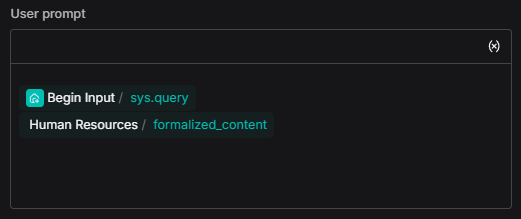 User prompt
(x)
Begin Input / sys.query
Human Resources / formalized_content